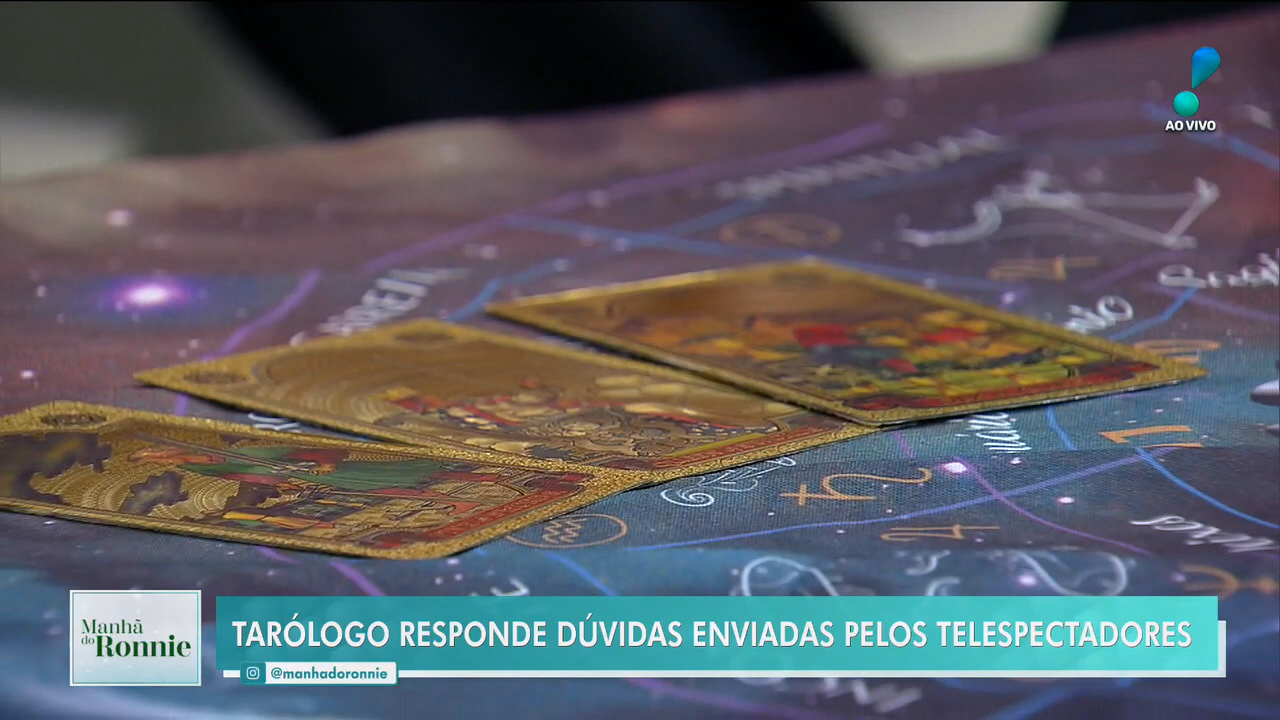 AO VIVO
Manhã
do Ronnie
TARÓLOGO RESPONDE DÚVIDAS ENVIADAS PELOS TELESPECTADORES
@manhadoronnie